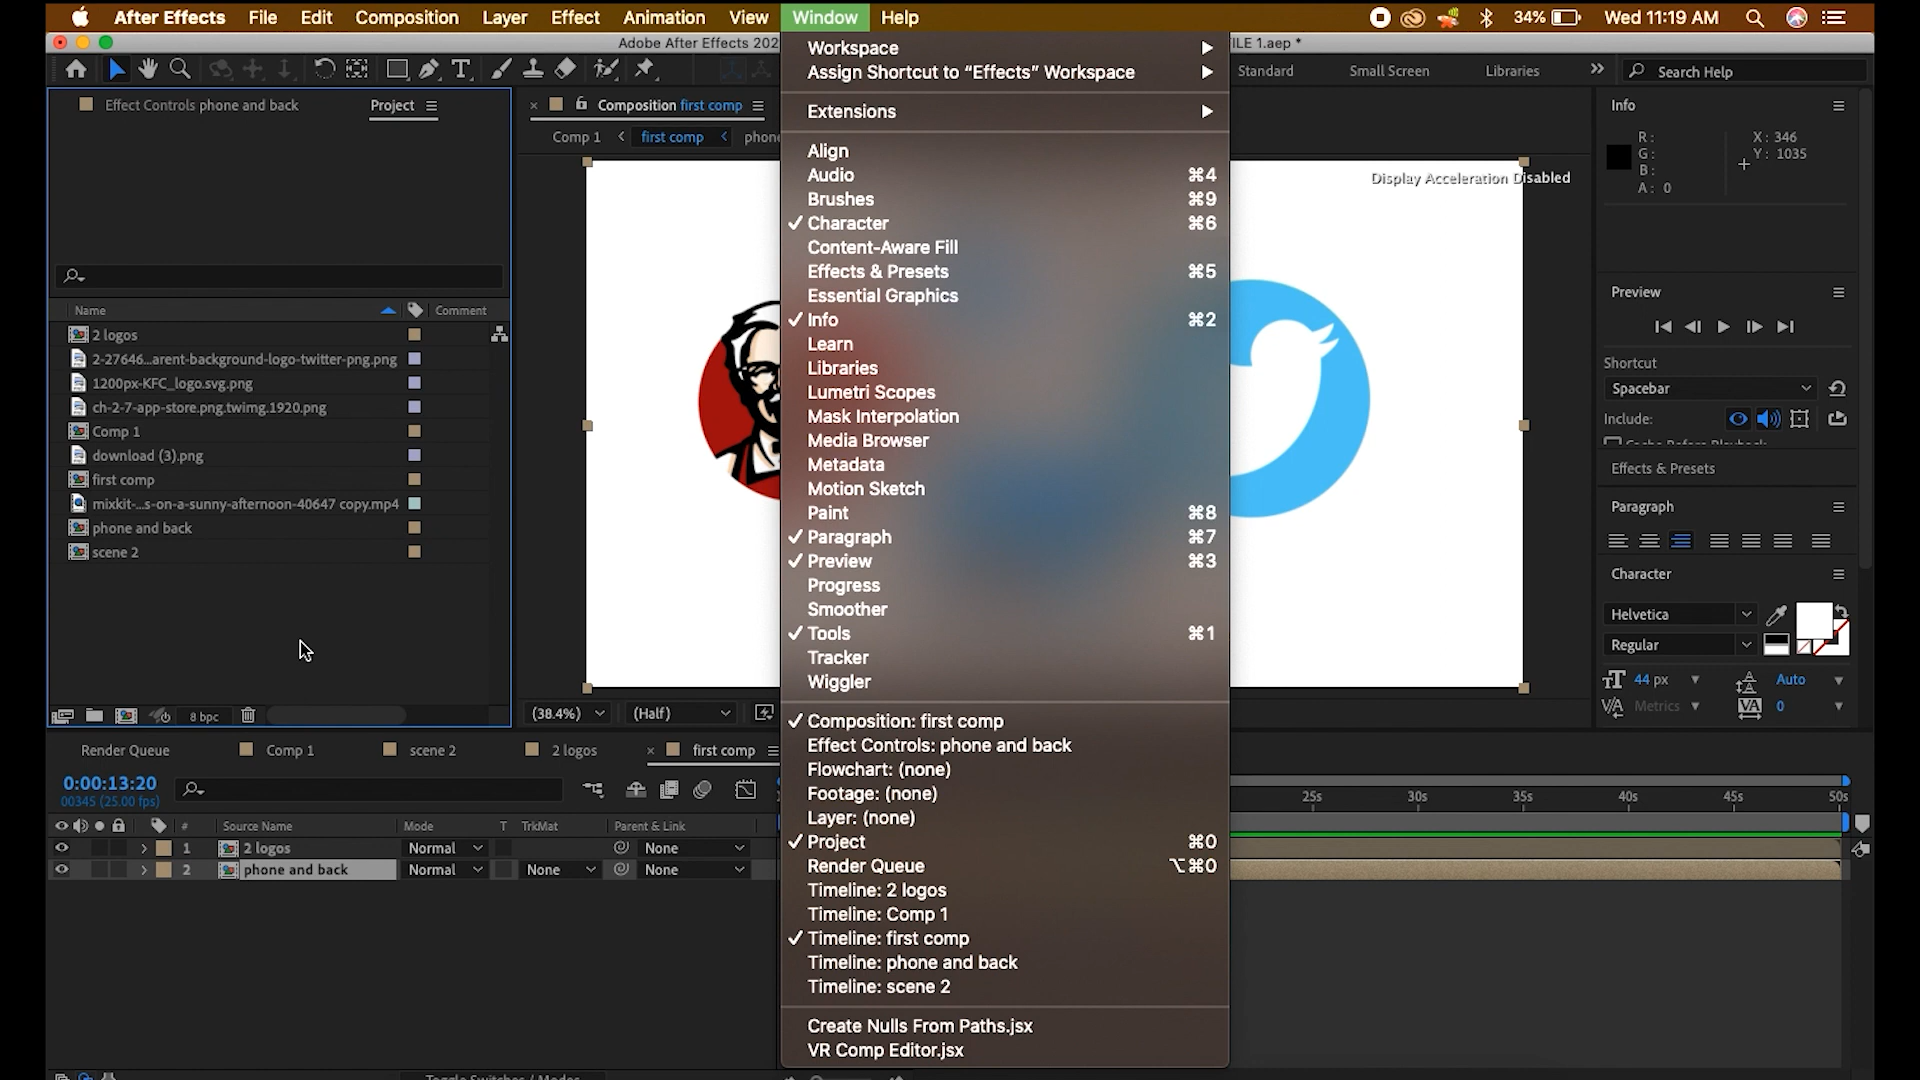 After Effects File Edit Composition Layer Effect Animation View Window Help 34% Wed 11:19 AM
Adobe After Effects 202 ILE 1.aep *
Standard Small Screen Libraries Search Help
Effect Controls phone and back Project
Composition first comp
Comp 1 first comp phon
Name Comment
2 logos
2-27646...arent-background-logo-twitter-png.png
1200px-KFC_logo.svg.png
ch-2-7-app-store.png.twimg.1920.png
Comp 1
download (3).png
first comp
mixkit-...s-on-a-sunny-afternoon-40647 copy.mp4
phone and back
scene 2
8 bpc
Workspace
Assign Shortcut to “Effects” Workspace
Extensions
Align
Audio ⌘4
Brushes ⌘9
✓ Character ⌘6
Content-Aware Fill
Effects & Presets ⌘5
Essential Graphics
✓ Info ⌘2
Learn
Libraries
Lumetri Scopes
Mask Interpolation
Media Browser
Metadata
Motion Sketch
Paint ⌘8
✓ Paragraph ⌘7
✓ Preview ⌘3
Progress
Smoother
✓ Tools ⌘1
Tracker
Wiggler
✓ Composition: first comp
Effect Controls: phone and back
Flowchart: (none)
Footage: (none)
Layer: (none)
✓ Project ⌘0
Render Queue ⌥⌘0
Timeline: 2 logos
Timeline: Comp 1
✓ Timeline: first comp
Timeline: phone and back
Timeline: scene 2
Create Nulls From Paths.jsx
VR Comp Editor.jsx
Display Acceleration Disabled
(38.4%) (Half)
Info
R: X: 346
G: Y: 1035
B:
A: 0
Preview
Shortcut
Spacebar
Include:
Cache Before Playback
Effects & Presets
Paragraph
Character
Helvetica
Regular
44 px Auto
Metrics 0
Render Queue Comp 1 scene 2 2 logos first comp
0:00:13:20
00345 (25.00 fps)
25s 30s 35s 40s 45s 50s
# Source Name Mode T TrkMat Parent & Link
1 2 logos Normal None
2 phone and back Normal None None
Toggle Switches / Modes